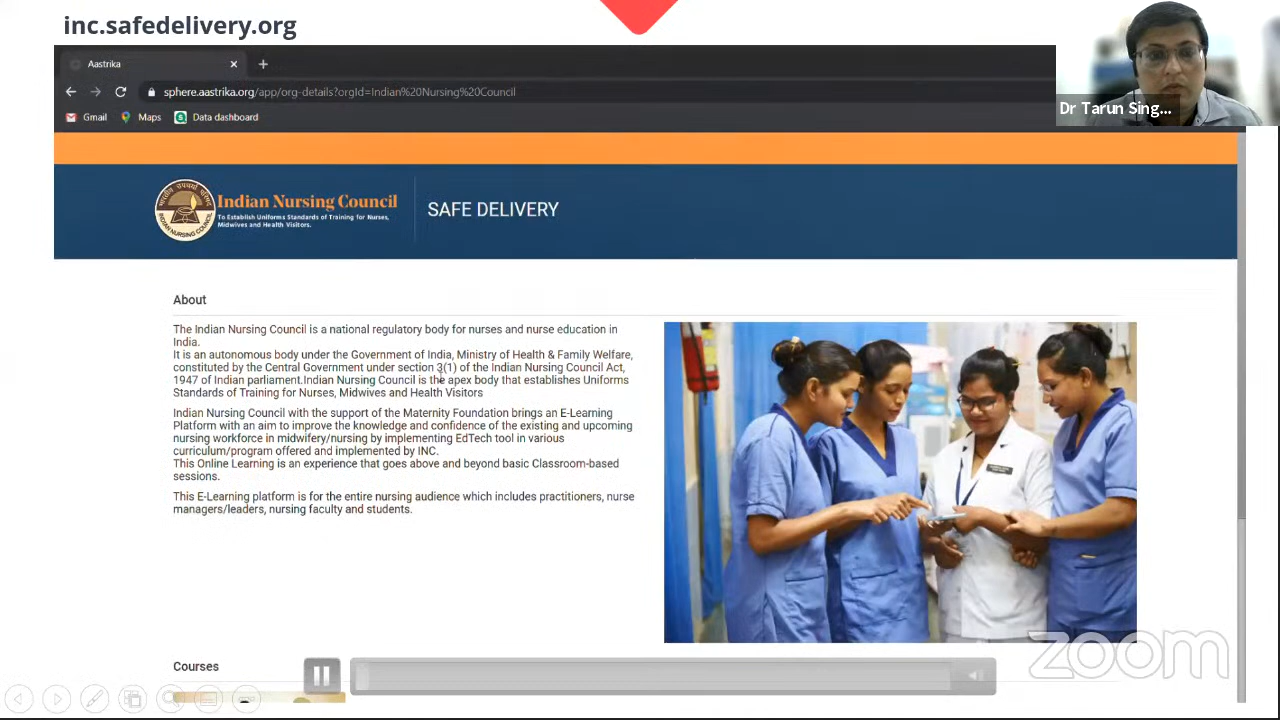 inc.safedelivery.org
Dr Tarun Sing...
Aastrika
sphere.aastrika.org/app/org-details?orgId=Indian%20Nursing%20Council
Gmail Maps Data dashboard
Indian Nursing Council
To Establish Uniforms Standards of Training for Nurses,
Midwives and Health Visitors.
SAFE DELIVERY
भारतीय उपचर्या परिषद
INDIAN NURSING COUNCIL
About
The Indian Nursing Council is a national regulatory body for nurses and nurse education in
India.
It is an autonomous body under the Government of India, Ministry of Health & Family Welfare,
constituted by the Central Government under section 3(1) of the Indian Nursing Council Act,
1947 of Indian parliament.Indian Nursing Council is the apex body that establishes Uniforms
Standards of Training for Nurses, Midwives and Health Visitors
Indian Nursing Council with the support of the Maternity Foundation brings an E-Learning
Platform with an aim to improve the knowledge and confidence of the existing and upcoming
nursing workforce in midwifery/nursing by implementing EdTech tool in various
curriculum/program offered and implemented by INC.
This Online Learning is an experience that goes above and beyond basic Classroom-based
sessions.
This E-Learning platform is for the entire nursing audience which includes practitioners, nurse
managers/leaders, nursing faculty and students.
Courses
zoom